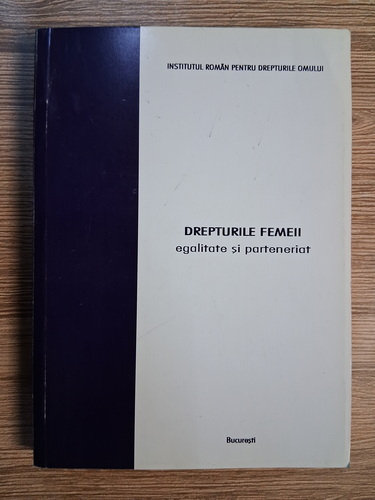 INSTITUTUL ROMÂN PENTRU DREPTURILE OMULUI
DREPTURILE FEMEII
egalitate și parteneriat
București